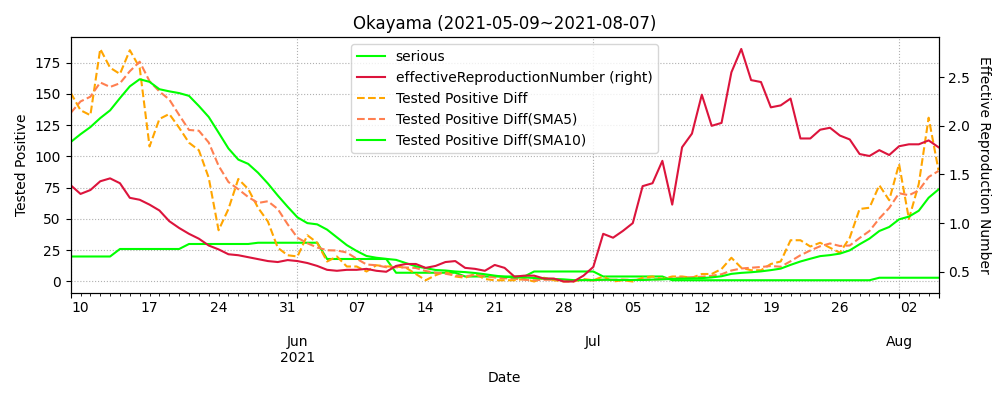 Okayama (2021-05-09~2021-08-07)
serious
effectiveReproductionNumber (right)
Tested Positive Diff
Tested Positive Diff(SMA5)
Tested Positive Diff(SMA10)
Tested Positive
175
150
125
100
75
50
25
0
Effective Reproduction Number
2.5
2.0
1.5
1.0
0.5
10 17 24 31 07 14 21 28 05 12 19 26 02
Jun Jul Aug
2021
Date